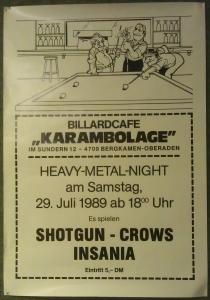 BILLARDCAFE
„KARAMBOLAGE"
IM SUNDERN 12 – 4709 BERGKAMEN-OBERADEN
HEAVY-METAL-NIGHT
am Samstag,
29. Juli 1989 ab 18⁰⁰ Uhr
Es spielen
SHOTGUN - CROWS
INSANIA
Eintritt 5,- DM